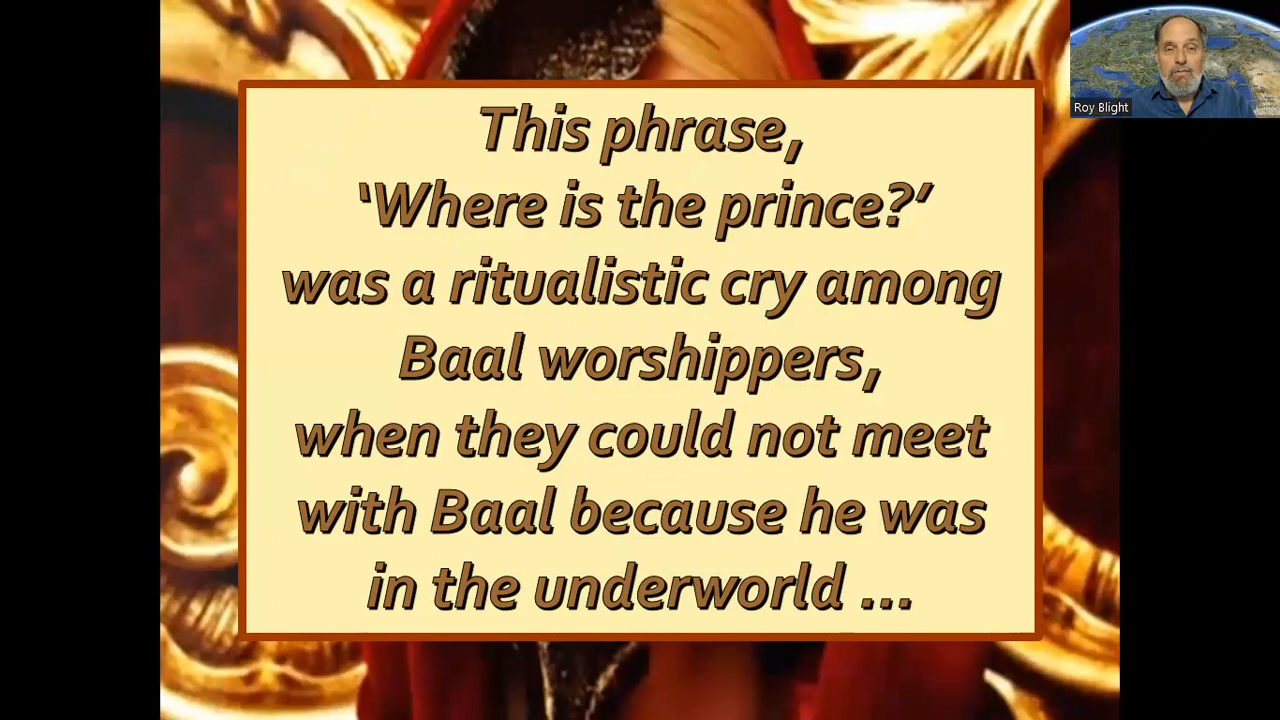 This phrase,
‘Where is the prince?’
was a ritualistic cry among
Baal worshippers,
when they could not meet
with Baal because he was
in the underworld ...
Roy Blight